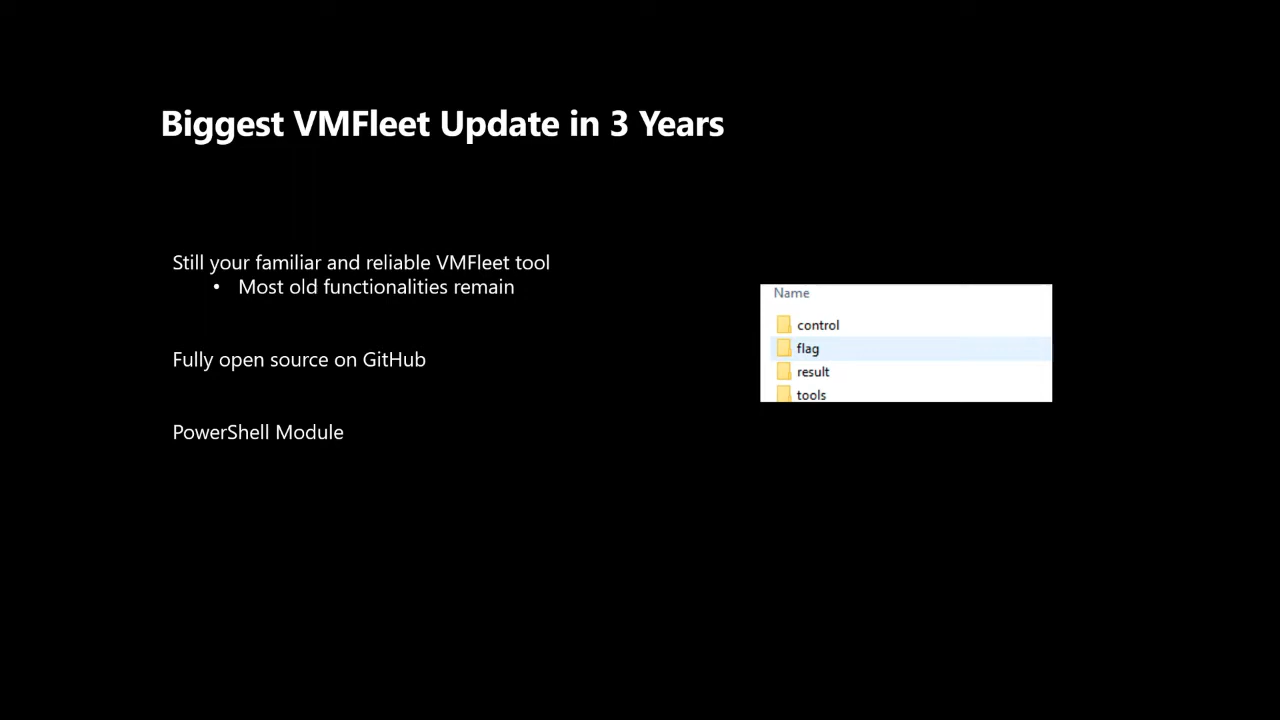 Biggest VMFleet Update in 3 Years
Still your familiar and reliable VMFleet tool
• Most old functionalities remain
Fully open source on GitHub
PowerShell Module
Name
control
flag
result
tools